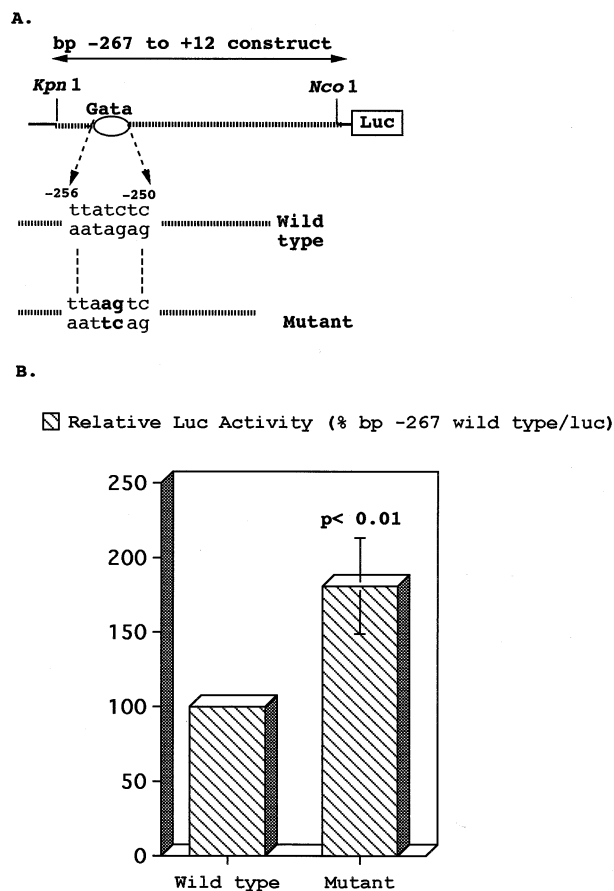 A.
bp -267 to +12 construct
Kpn 1
Nco 1
Gata
Luc
-256
-250
ttatctc
aatagag
Wild
type
ttaagtc
aattcag
Mutant
B.
Relative Luc Activity (% bp -267 wild type/luc)
250
200
150
100
50
0
p< 0.01
Wild type
Mutant